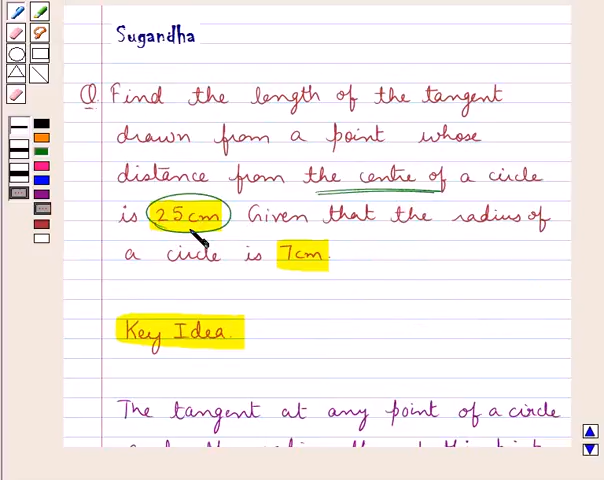 Sugandha
Q. Find the length of the tangent
drawn from a point whose
distance from the centre of a circle
is 25cm Given that the radius of
a circle is 7cm.
Key Idea
The tangent at any point of a circle